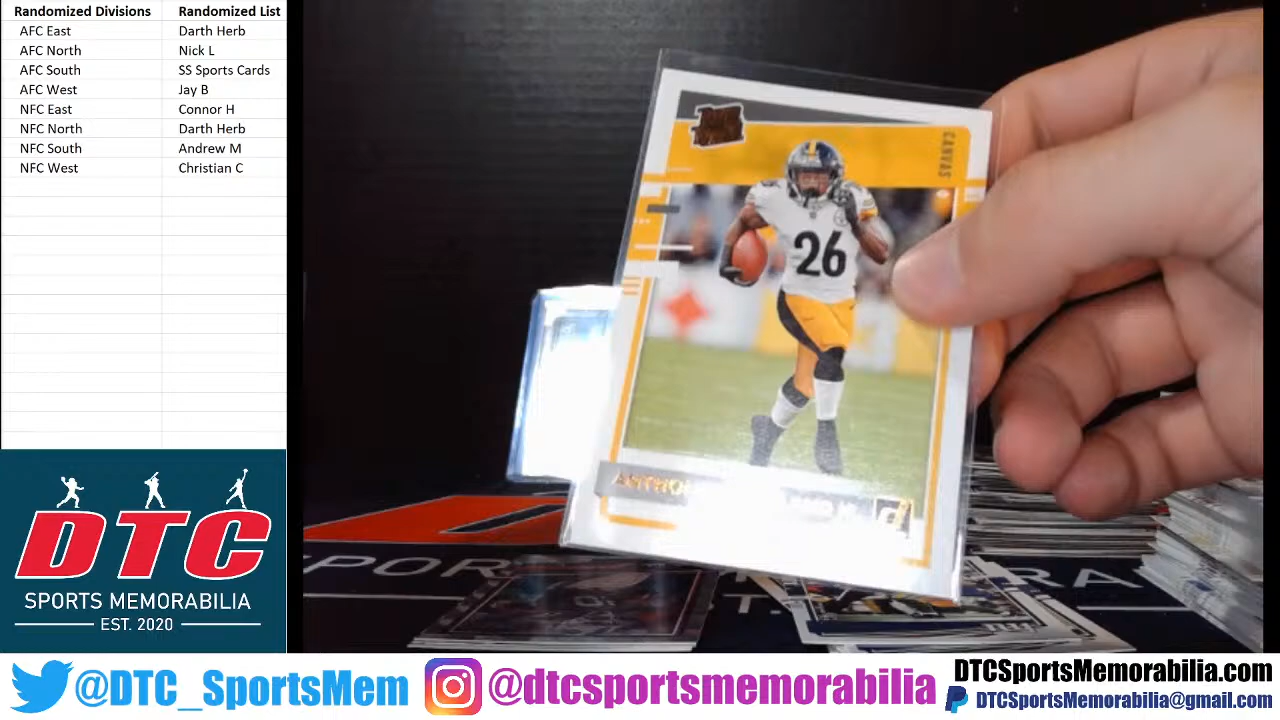 Randomized Divisions Randomized List
AFC East Darth Herb
AFC North Nick L
AFC South SS Sports Cards
AFC West Jay B
NFC East Connor H
NFC North Darth Herb
NFC South Andrew M
NFC West Christian C
CANVAS
26
DTC
SPORTS MEMORABILIA
EST. 2020
@DTC_SportsMem
@dtcsportsmemorabilia
DTCSportsMemorabilia.com
DTCSportsMemorabilia@gmail.com